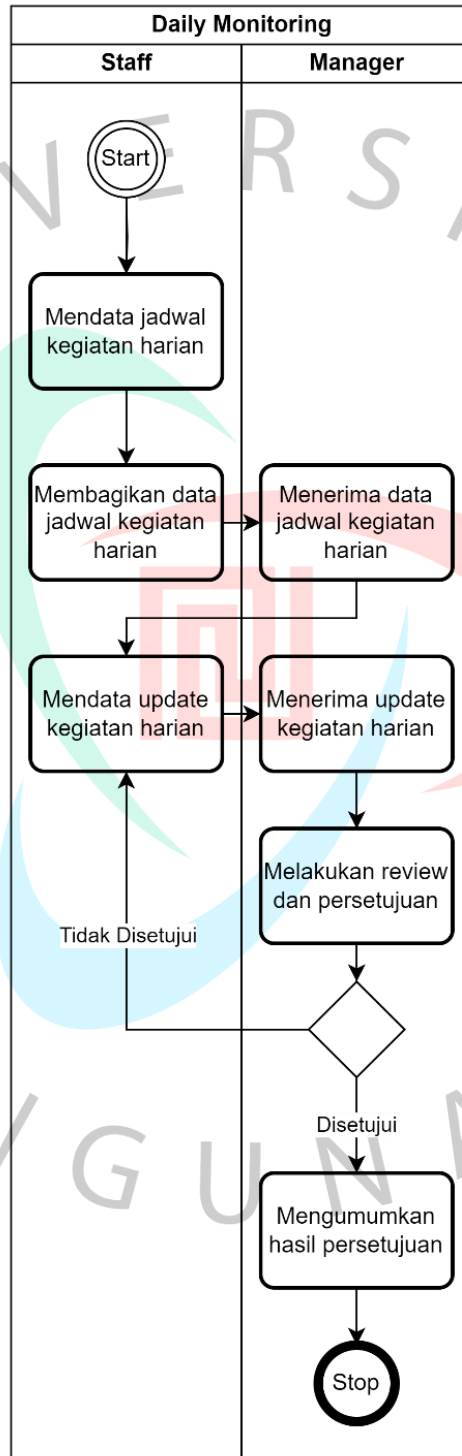 Daily Monitoring
Staff
Manager
Start
Mendata jadwal
kegiatan harian
Membagikan data
jadwal kegiatan
harian
Menerima data
jadwal kegiatan
harian
Mendata update
kegiatan harian
Menerima update
kegiatan harian
Melakukan review
dan persetujuan
Tidak Disetujui
Disetujui
Mengumumkan
hasil persetujuan
Stop
V E R S
G U N